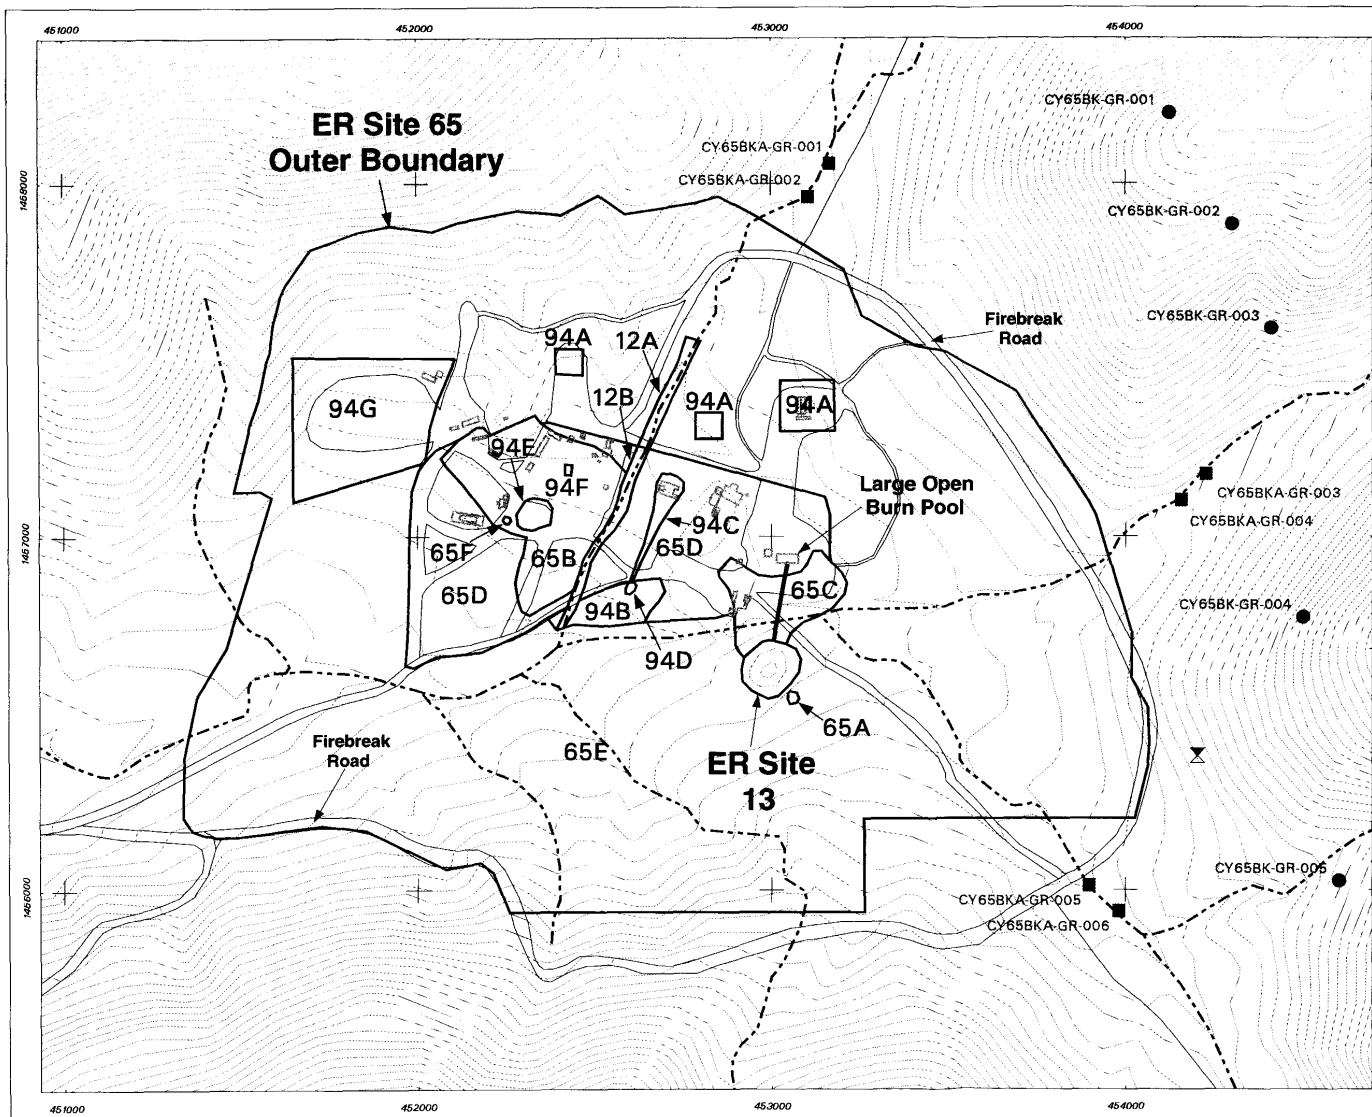 451000
452000
453000
454000
CY65BK-GR-001
ER Site 65
Outer Boundary
CY65BKA-GR-001
CY65BKA-GR-002
1458000
CY65BK-GR-002
CY65BK-GR-003
Firebreak
Road
94A
12A
94G
12B
94A
94A
94E
94F
Large Open
Burn Pool
CY65BKA-GR-003
CY65BKA-GR-004
94C
1457000
65F
65B
65D
65D
65C
94B
CY65BK-GR-004
94D
65A
Firebreak
Road
65E
ER Site
13
1456000
CY65BK-GR-005
CY65BKA-GR-005
CY65BKA-GR-006
451000
452000
453000
454000